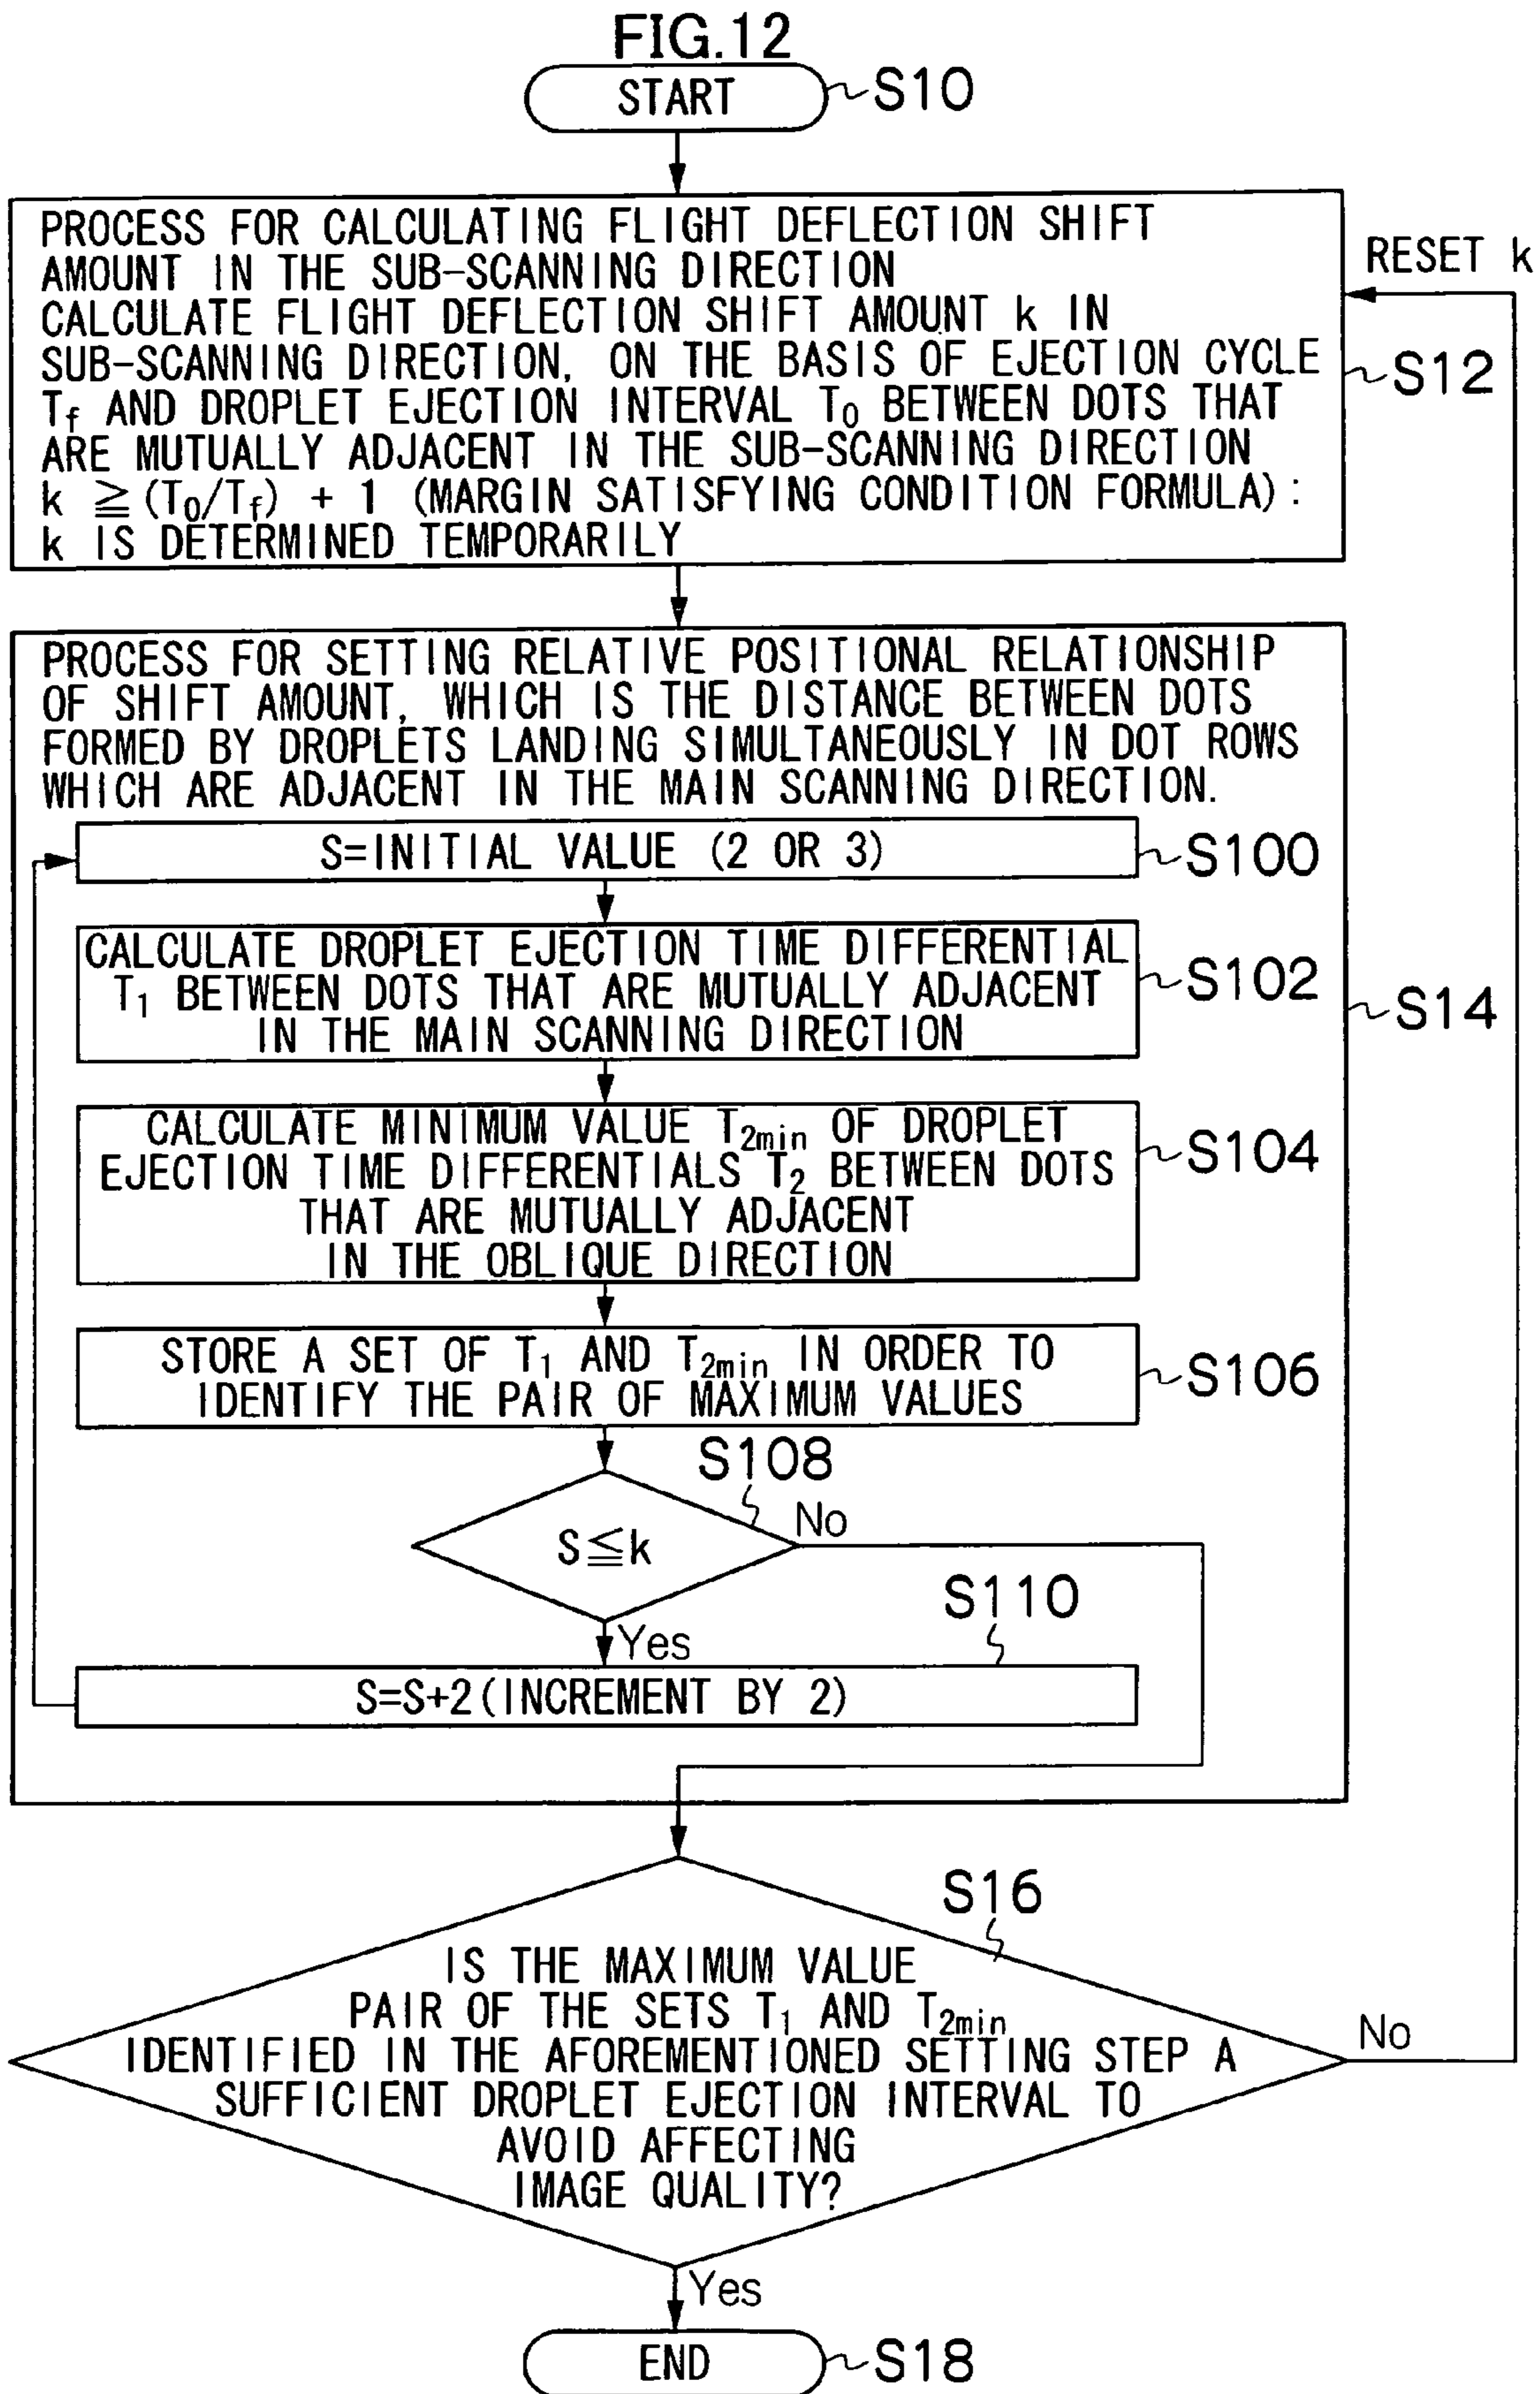 FIG.12
START
S10
PROCESS FOR CALCULATING FLIGHT DEFLECTION SHIFT
AMOUNT IN THE SUB-SCANNING DIRECTION
CALCULATE FLIGHT DEFLECTION SHIFT AMOUNT k IN
SUB-SCANNING DIRECTION, ON THE BASIS OF EJECTION CYCLE
Tf AND DROPLET EJECTION INTERVAL T0 BETWEEN DOTS THAT
ARE MUTUALLY ADJACENT IN THE SUB-SCANNING DIRECTION
k ≧ (T0/Tf) + 1 (MARGIN SATISFYING CONDITION FORMULA):
k IS DETERMINED TEMPORARILY
RESET k
S12
PROCESS FOR SETTING RELATIVE POSITIONAL RELATIONSHIP
OF SHIFT AMOUNT, WHICH IS THE DISTANCE BETWEEN DOTS
FORMED BY DROPLETS LANDING SIMULTANEOUSLY IN DOT ROWS
WHICH ARE ADJACENT IN THE MAIN SCANNING DIRECTION.
S=INITIAL VALUE (2 OR 3)
S100
CALCULATE DROPLET EJECTION TIME DIFFERENTIAL
T1 BETWEEN DOTS THAT ARE MUTUALLY ADJACENT
IN THE MAIN SCANNING DIRECTION
S102
S14
CALCULATE MINIMUM VALUE T2min OF DROPLET
EJECTION TIME DIFFERENTIALS T2 BETWEEN DOTS
THAT ARE MUTUALLY ADJACENT
IN THE OBLIQUE DIRECTION
S104
STORE A SET OF T1 AND T2min IN ORDER TO
IDENTIFY THE PAIR OF MAXIMUM VALUES
S106
S108
S≦k
No
Yes
S110
S=S+2(INCREMENT BY 2)
S16
IS THE MAXIMUM VALUE
PAIR OF THE SETS T1 AND T2min
IDENTIFIED IN THE AFOREMENTIONED SETTING STEP A
SUFFICIENT DROPLET EJECTION INTERVAL TO
AVOID AFFECTING
IMAGE QUALITY?
No
Yes
END
S18